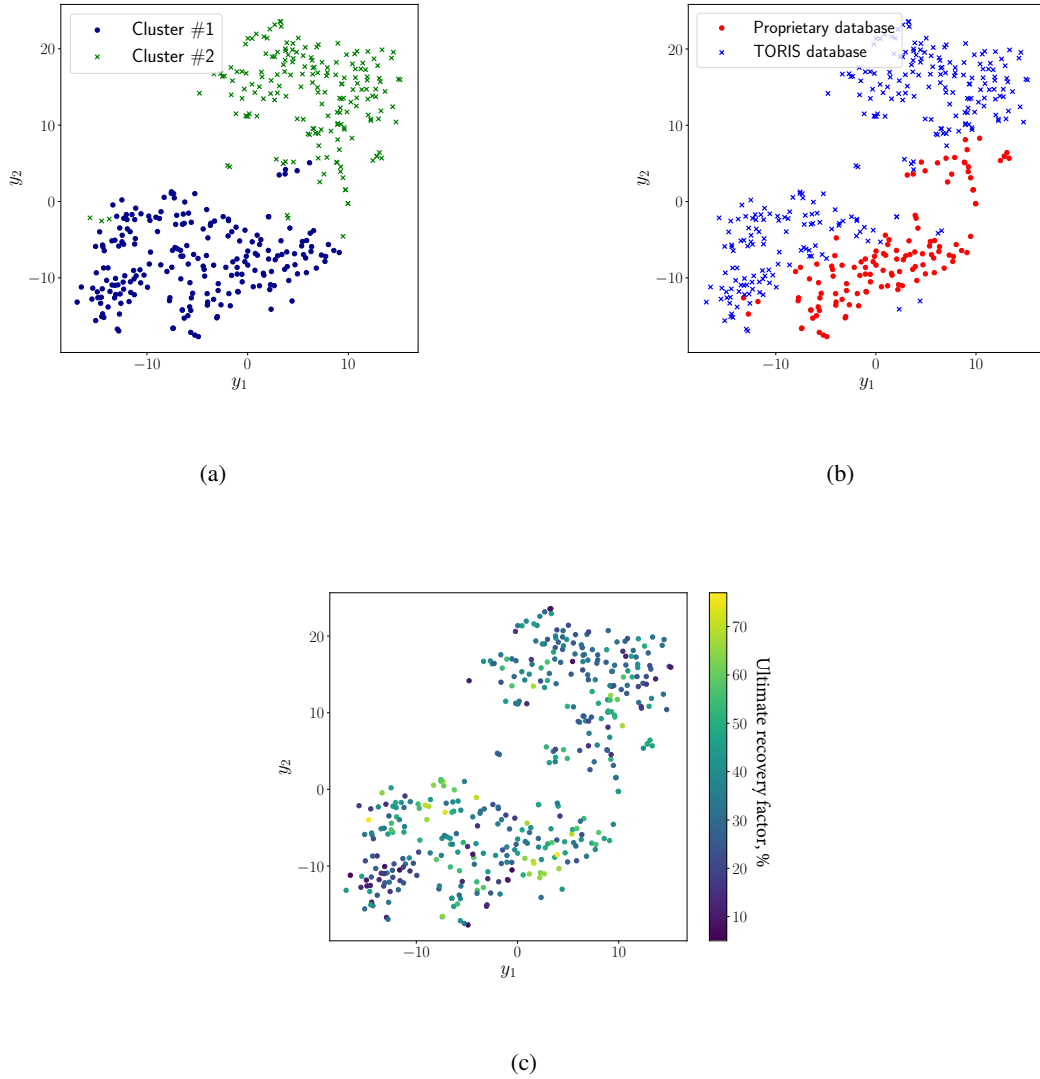 Cluster #1
Cluster #2
20
10
0
−10
−10
0
10
y2
y1
(a)
Proprietary database
TORIS database
20
10
0
−10
−10
0
10
y2
y1
(b)
20
10
0
−10
−10
0
10
y2
y1
70
60
50
40
30
20
10
Ultimate recovery factor, %
(c)